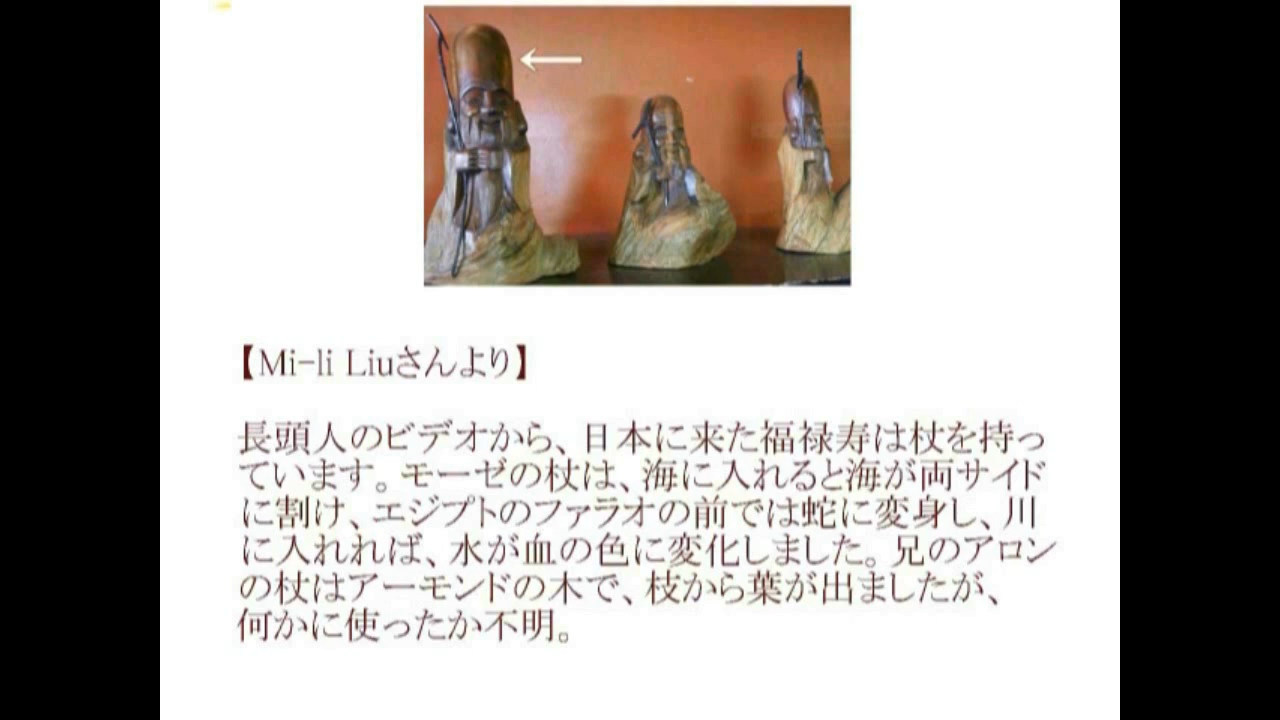 【Mi-li Liuさんより】
長頭人のビデオから、日本に来た福禄寿は杖を持っ
ています。モーゼの杖は、海に入れると海が両サイド
に割け、エジプトのファラオの前では蛇に変身し、川
に入れれば、水が血の色に変化しました。兄のアロン
の杖はアーモンドの木で、枝から葉が出ましたが、
何かに使ったか不明。